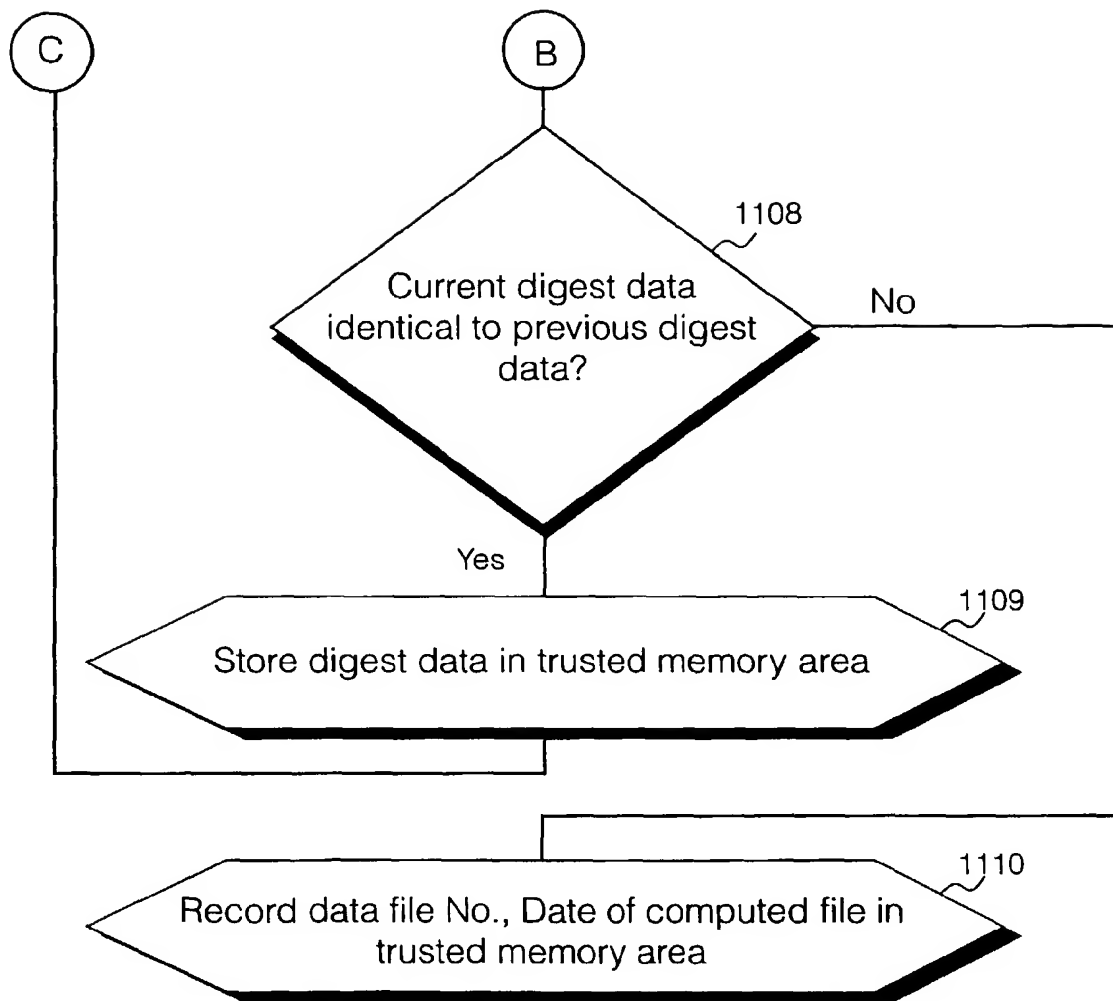 C
B
1108
Current digest data
identical to previous digest
data?
No
Yes
1109
Store digest data in trusted memory area
1110
Record data file No., Date of computed file in
trusted memory area